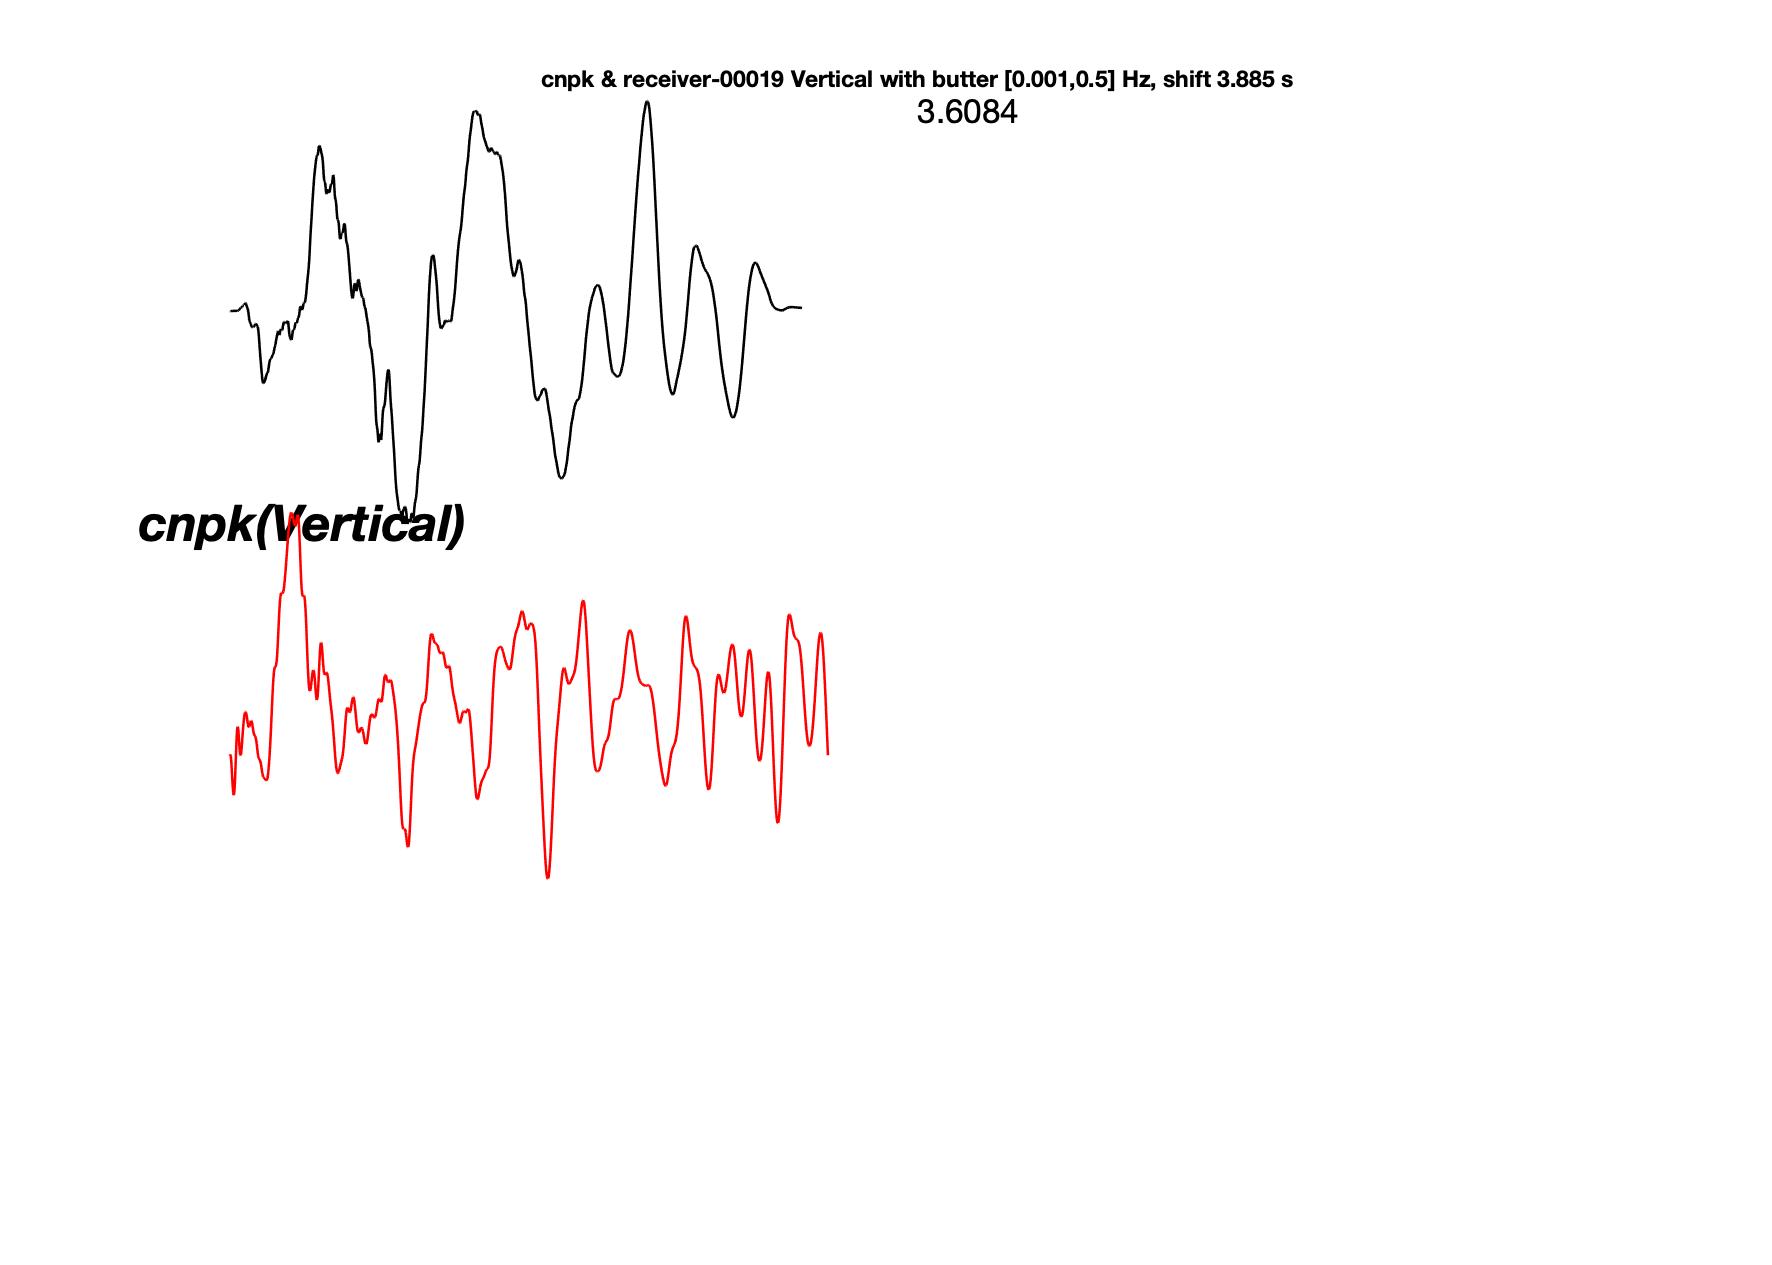 cnpk & receiver-00019 Vertical with butter [0.001,0.5] Hz, shift 3.885 s
3.6084
cnpk(Vertical)